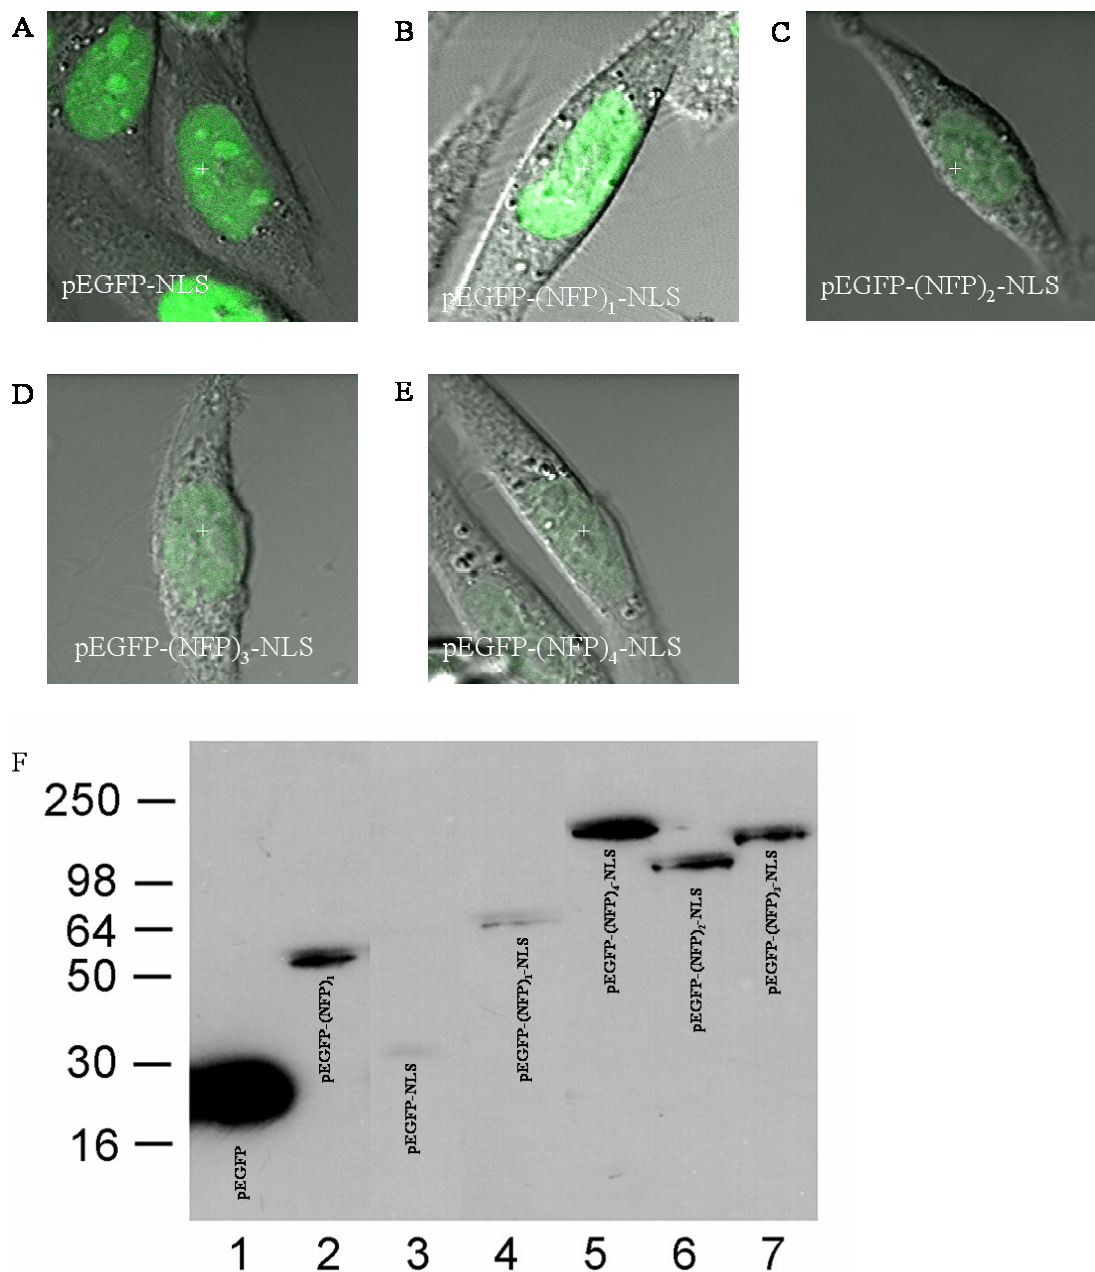 A
B
C
pEGFP-NLS
pEGFP-(NFP)₁-NLS
pEGFP-(NFP)₂-NLS
D
E
pEGFP-(NFP)₃-NLS
pEGFP-(NFP)₄-NLS
F
250
98
64
50
30
16
pEGFP
pEGFP-(NFP)₁
pEGFP-NLS
pEGFP-(NFP)₁-NLS
pEGFP-(NFP)₄-NLS
pEGFP-(NFP)₂-NLS
pEGFP-(NFP)₃-NLS
1 2 3 4 5 6 7